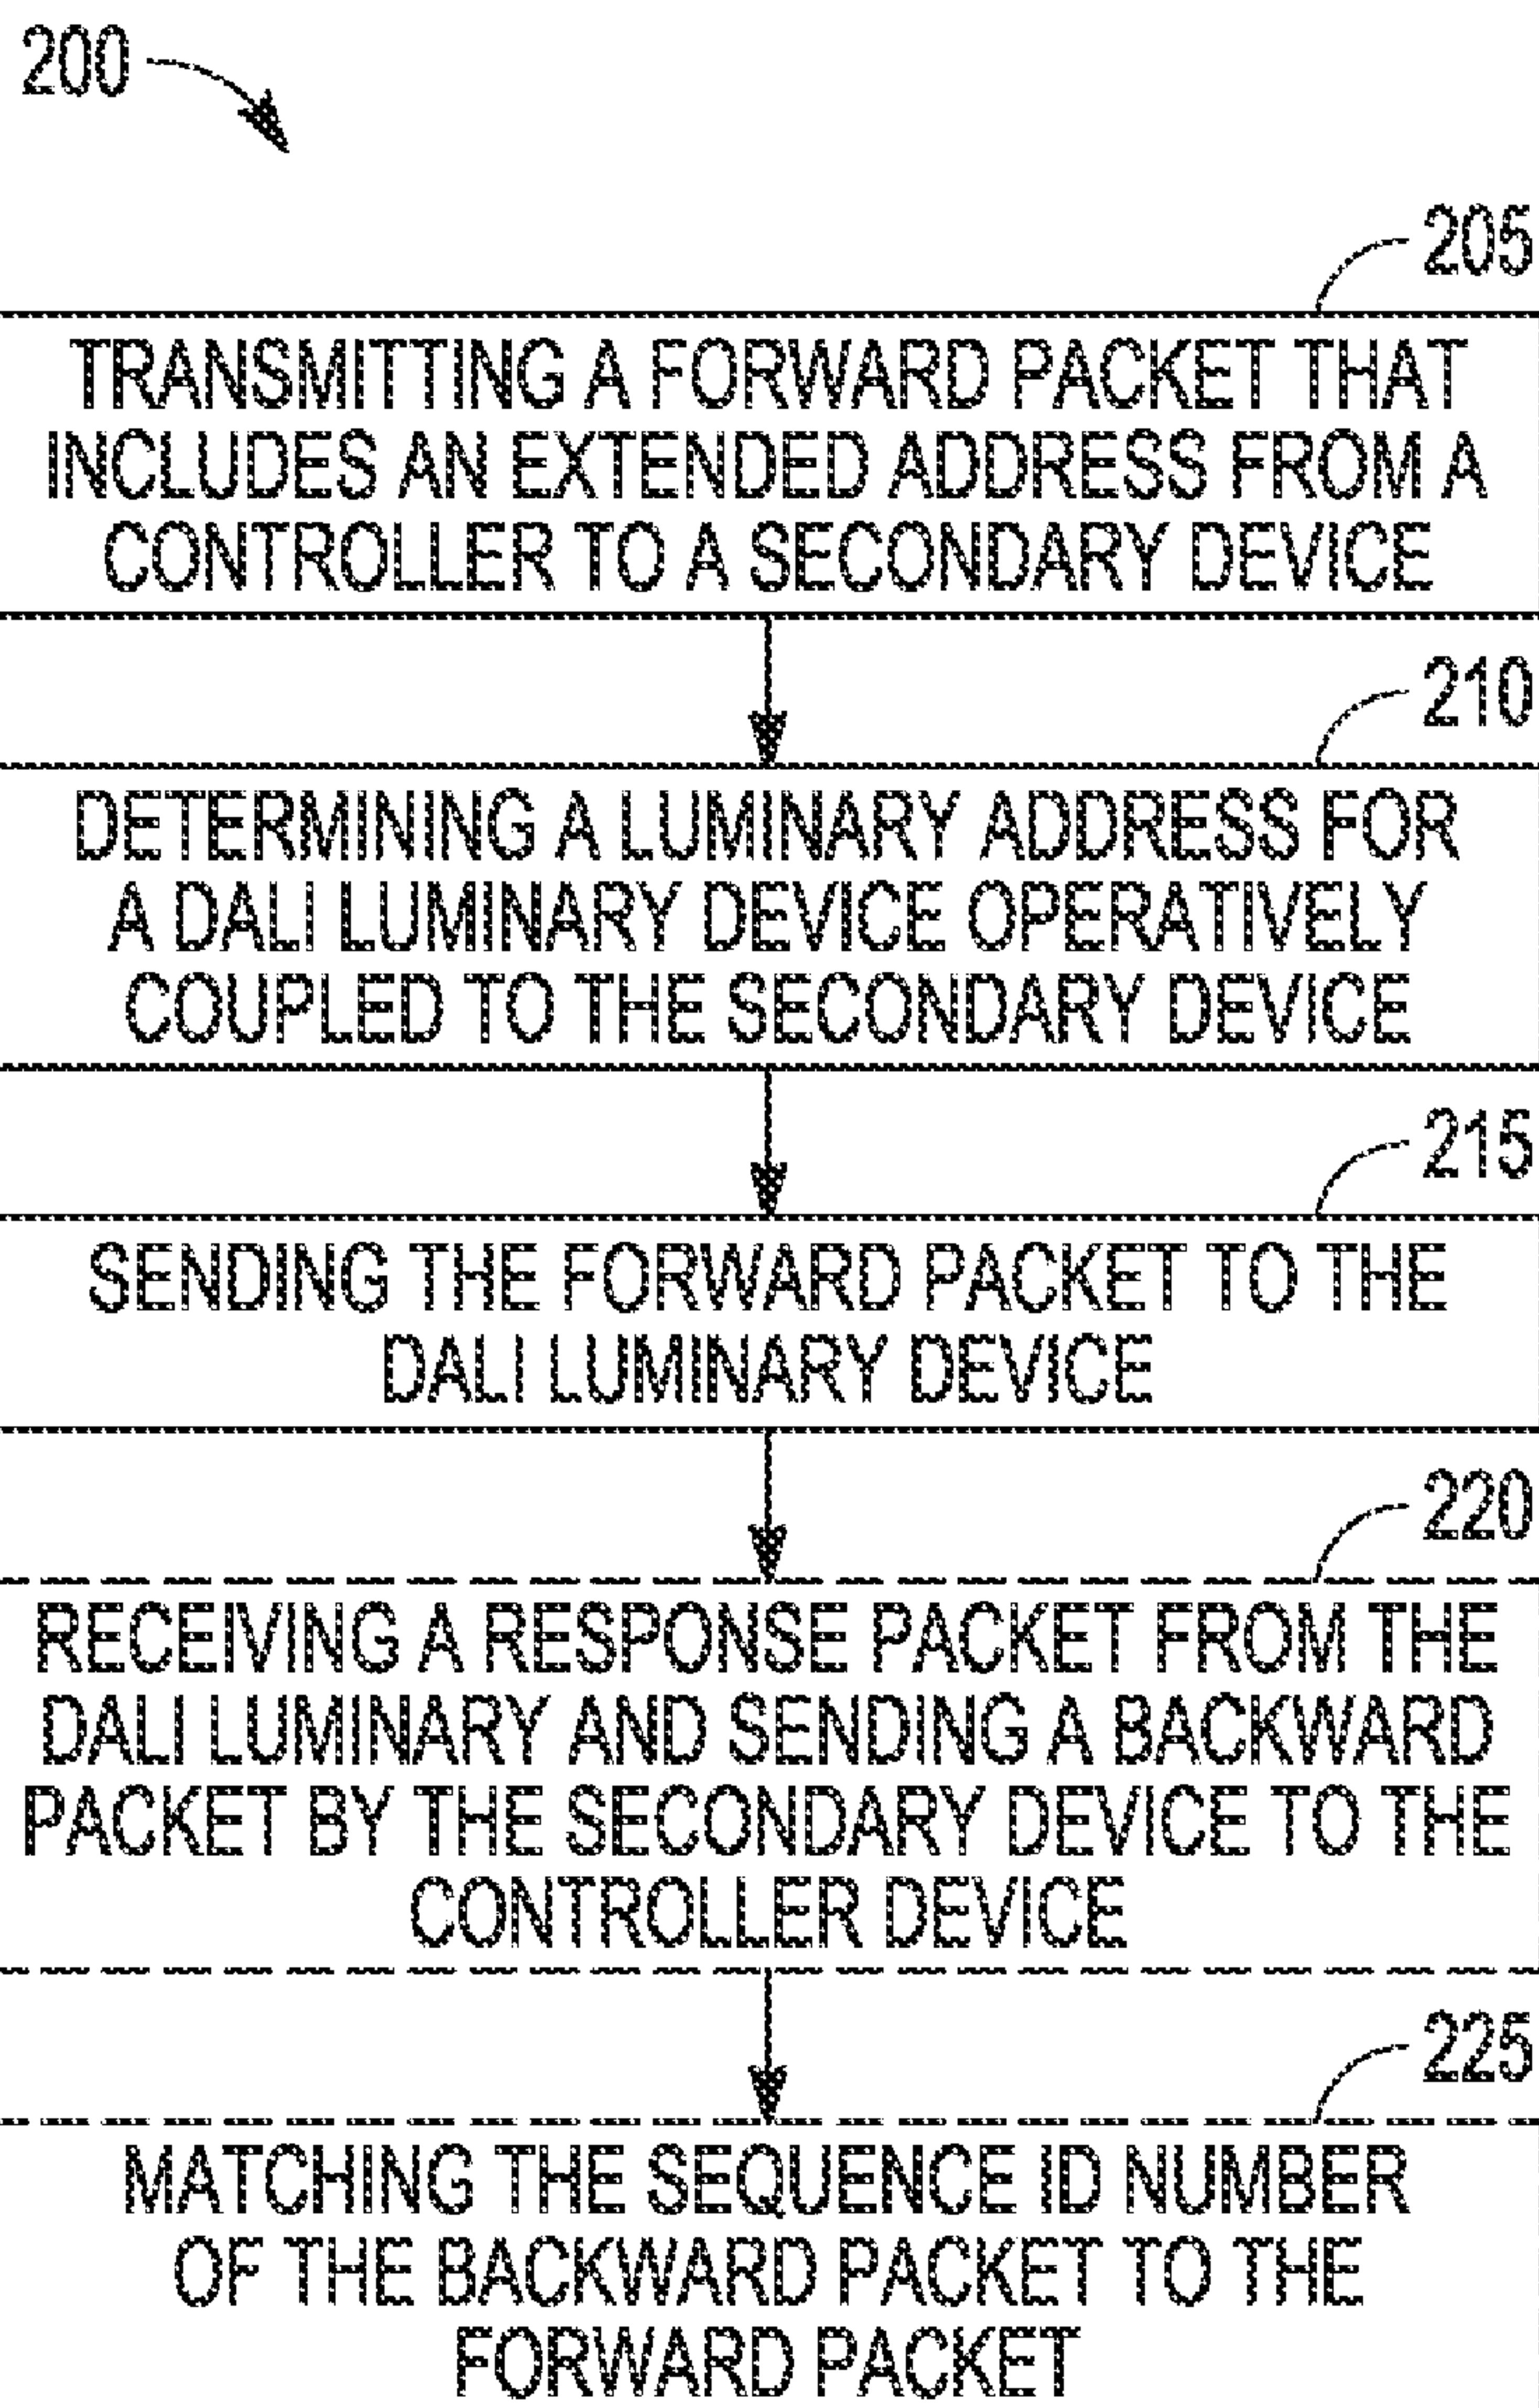 200
205
TRANSMITTING A FORWARD PACKET THAT
INCLUDES AN EXTENDED ADDRESS FROM A
CONTROLLER TO A SECONDARY DEVICE
210
DETERMINING A LUMINARY ADDRESS FOR
A DALI LUMINARY DEVICE OPERATIVELY
COUPLED TO THE SECONDARY DEVICE
215
SENDING THE FORWARD PACKET TO THE
DALI LUMINARY DEVICE
220
RECEIVING A RESPONSE PACKET FROM THE
DALI LUMINARY AND SENDING A BACKWARD
PACKET BY THE SECONDARY DEVICE TO THE
CONTROLLER DEVICE
225
MATCHING THE SEQUENCE ID NUMBER
OF THE BACKWARD PACKET TO THE
FORWARD PACKET